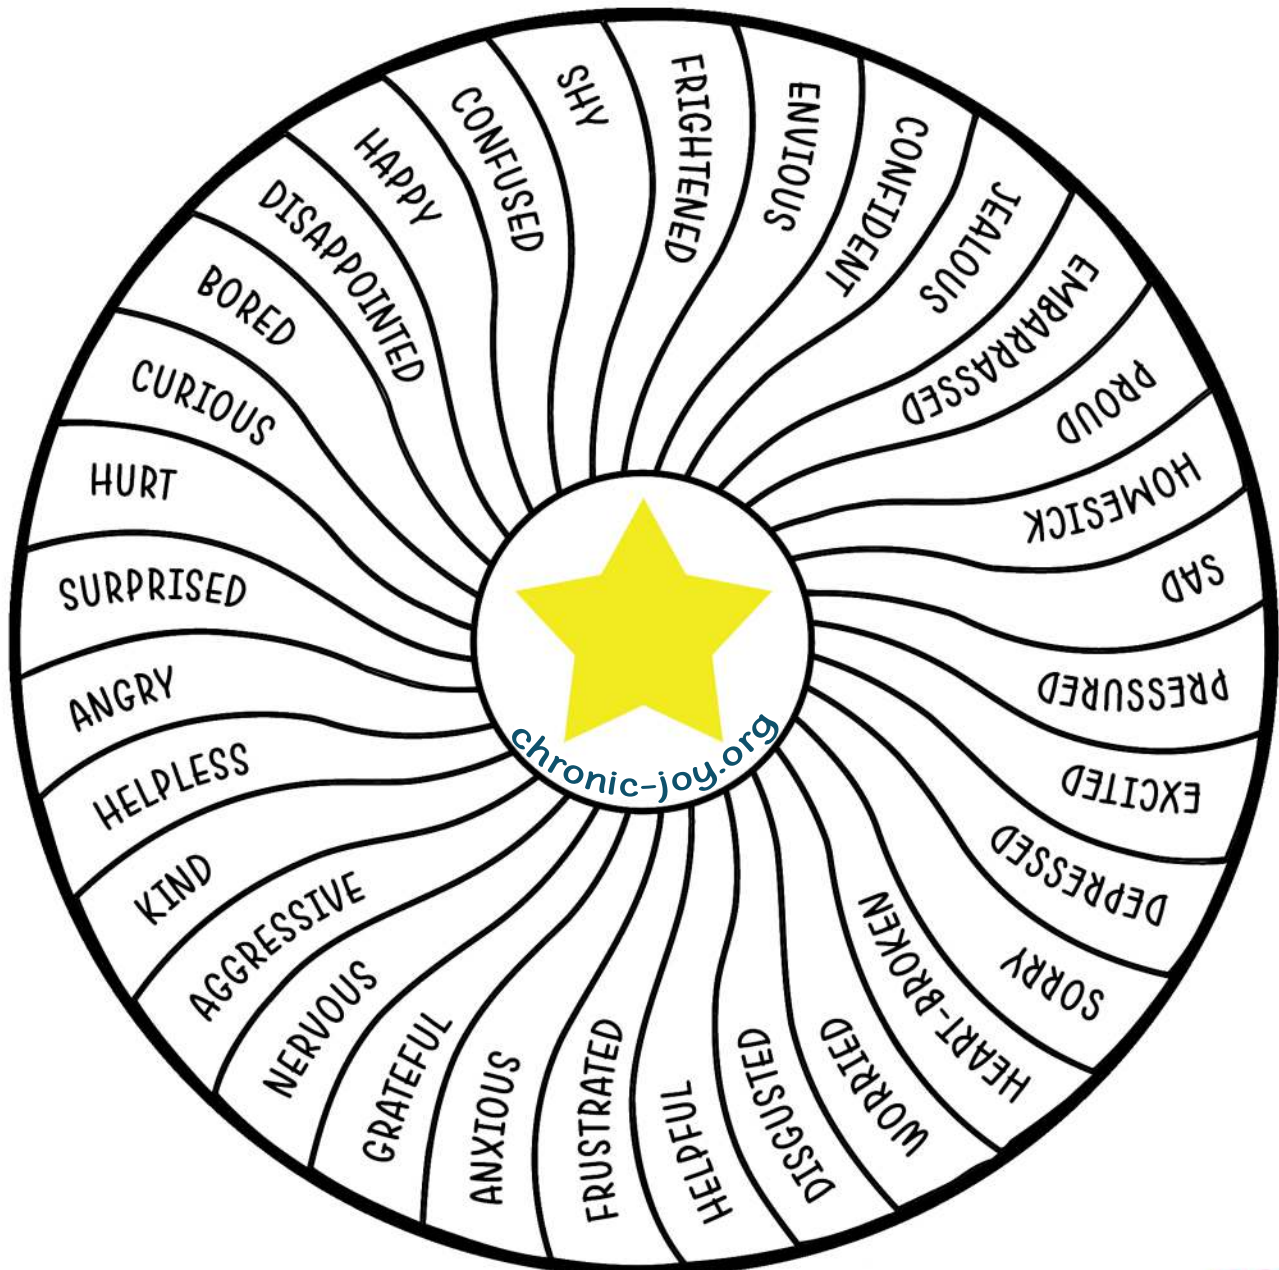 SHY
FRIGHTENED
ENVIOUS
CONFIDENT
JEALOUS
EMBARRASSED
PROUD
HOMESICK
SAD
PRESSURED
EXCITED
DEPRESSED
SORRY
HEART-BROKEN
WORRIED
DISGUSTED
HELPFUL
FRUSTRATED
ANXIOUS
GRATEFUL
NERVOUS
AGGRESSIVE
KIND
HELPLESS
ANGRY
SURPRISED
HURT
CURIOUS
BORED
DISAPPOINTED
HAPPY
CONFUSED
chronic-joy.org